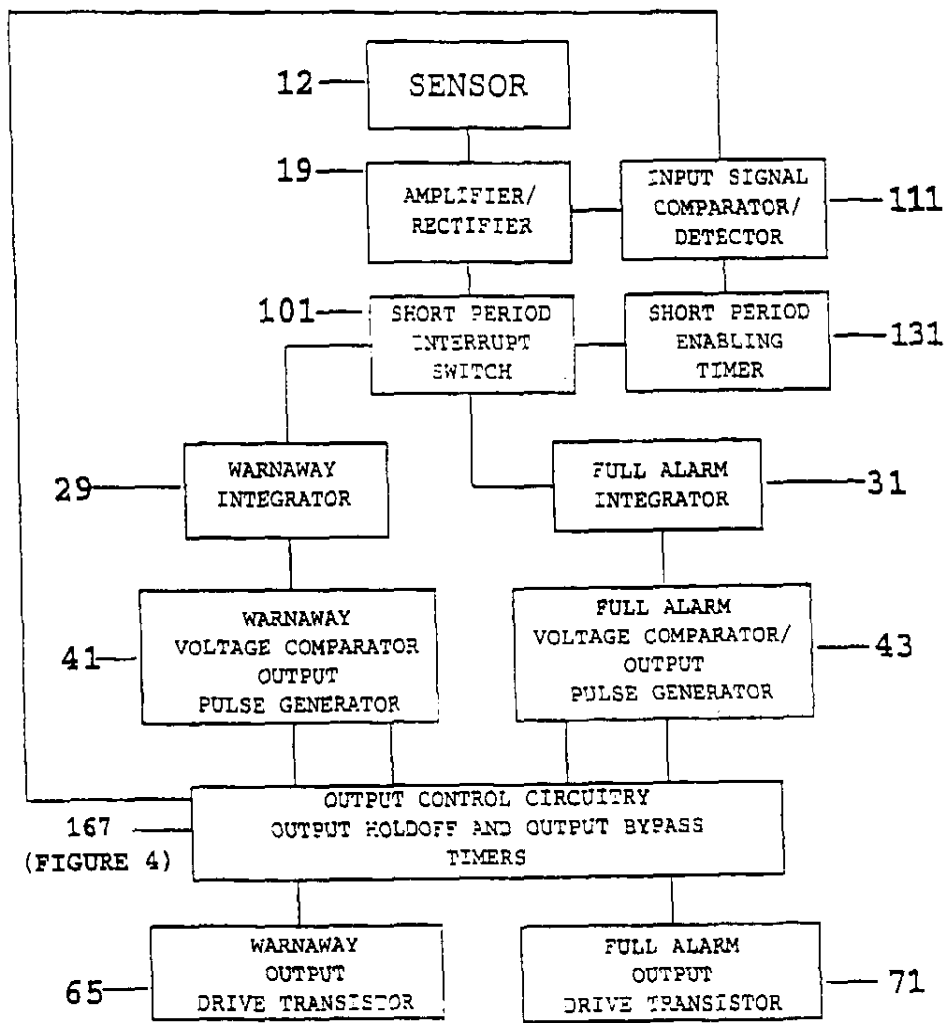 12
SENSOR
19
AMPLIFIER/
RECTIFIER
INPUT SIGNAL
COMPARATOR/
DETECTOR
111
101
SHORT PERIOD
INTERRUPT
SWITCH
SHORT PERIOD
ENABLING
TIMER
131
29
WARNAWAY
INTEGRATOR
FULL ALARM
INTEGRATOR
31
41
WARNAWAY
VOLTAGE COMPARATOR
OUTPUT
PULSE GENERATOR
FULL ALARM
VOLTAGE COMPARATOR/
OUTPUT
PULSE GENERATOR
43
167
(FIGURE 4)
OUTPUT CONTROL CIRCUITRY
OUTPUT HOLDOFF AND OUTPUT BYPASS
TIMERS
65
WARNAWAY
OUTPUT
DRIVE TRANSISTOR
FULL ALARM
OUTPUT
DRIVE TRANSISTOR
71